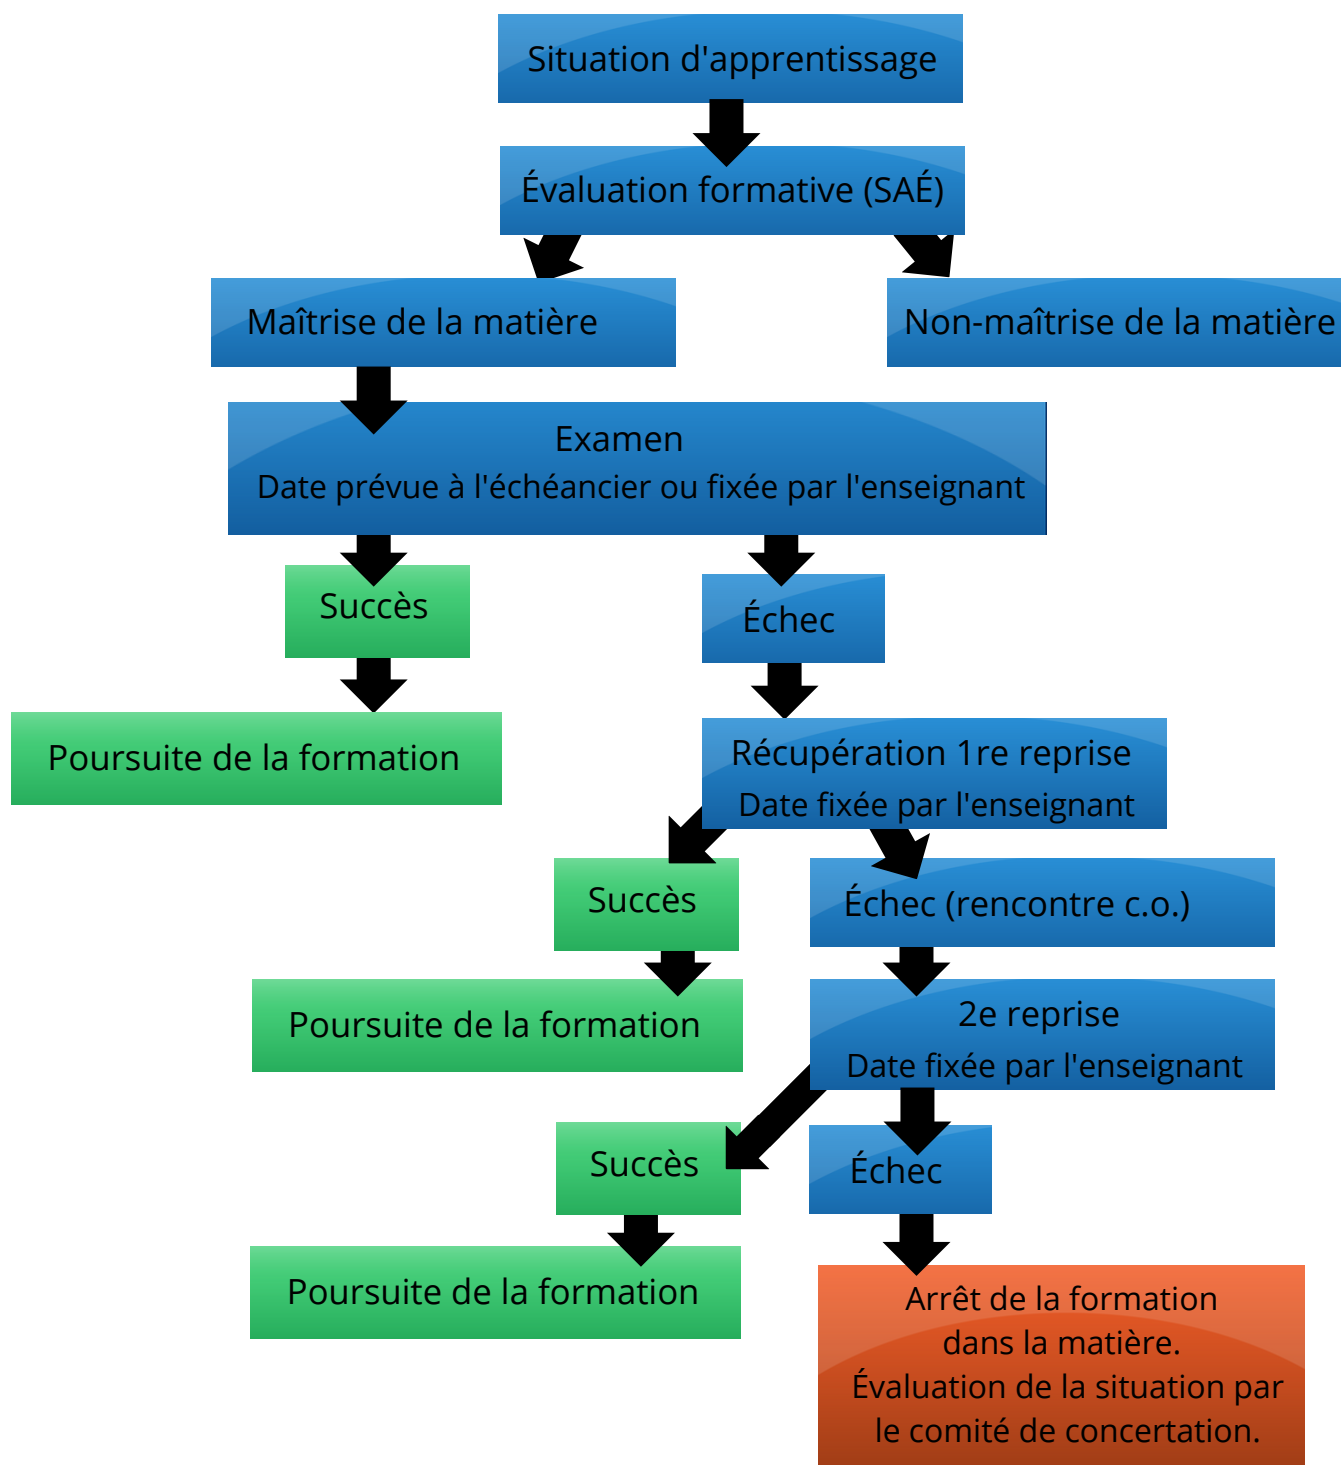 Situation d'apprentissage
Évaluation formative (SAÉ)
Maîtrise de la matière
Non-maîtrise de la matière
Examen
Date prévue à l'échéancier ou fixée par l'enseignant
Succès
Échec
Poursuite de la formation
Récupération 1re reprise
Date fixée par l'enseignant
Succès
Échec (rencontre c.o.)
Poursuite de la formation
2e reprise
Date fixée par l'enseignant
Succès
Échec
Poursuite de la formation
Arrêt de la formation
dans la matière.
Évaluation de la situation par
le comité de concertation.